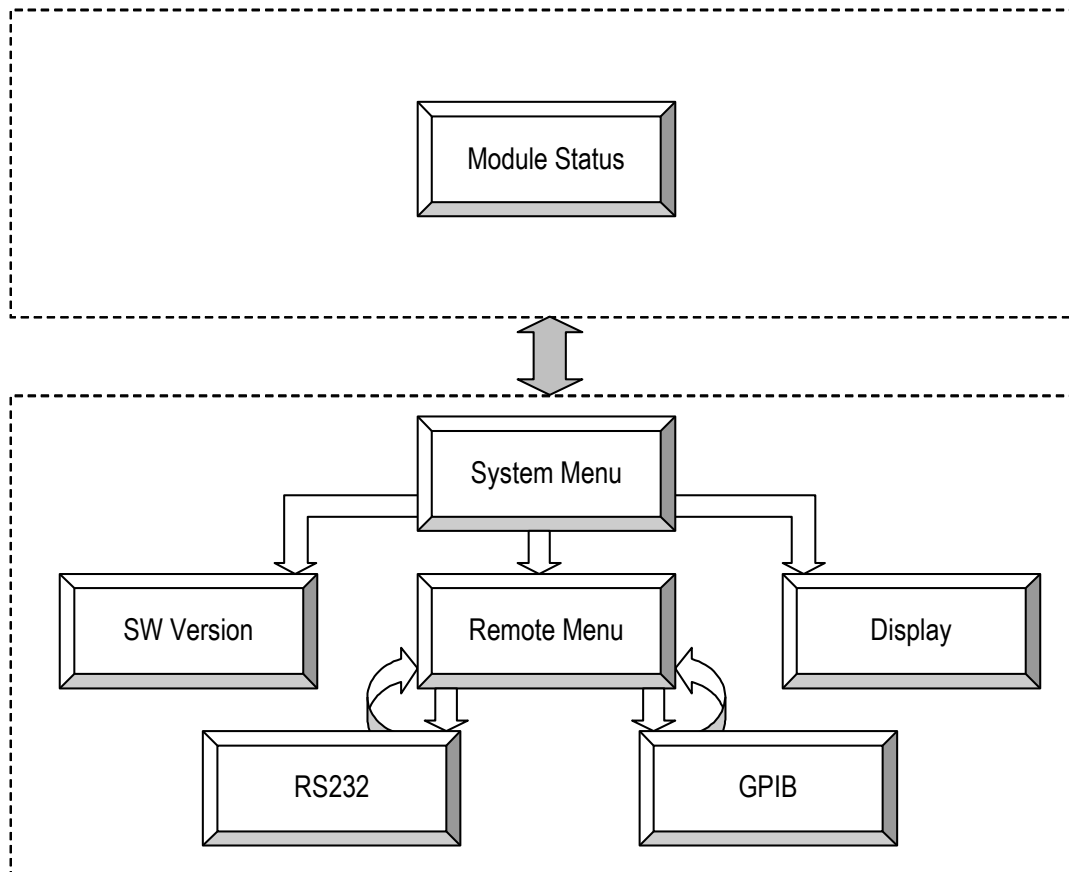 Module Status
System Menu
SW Version
Remote Menu
Display
RS232
GPIB